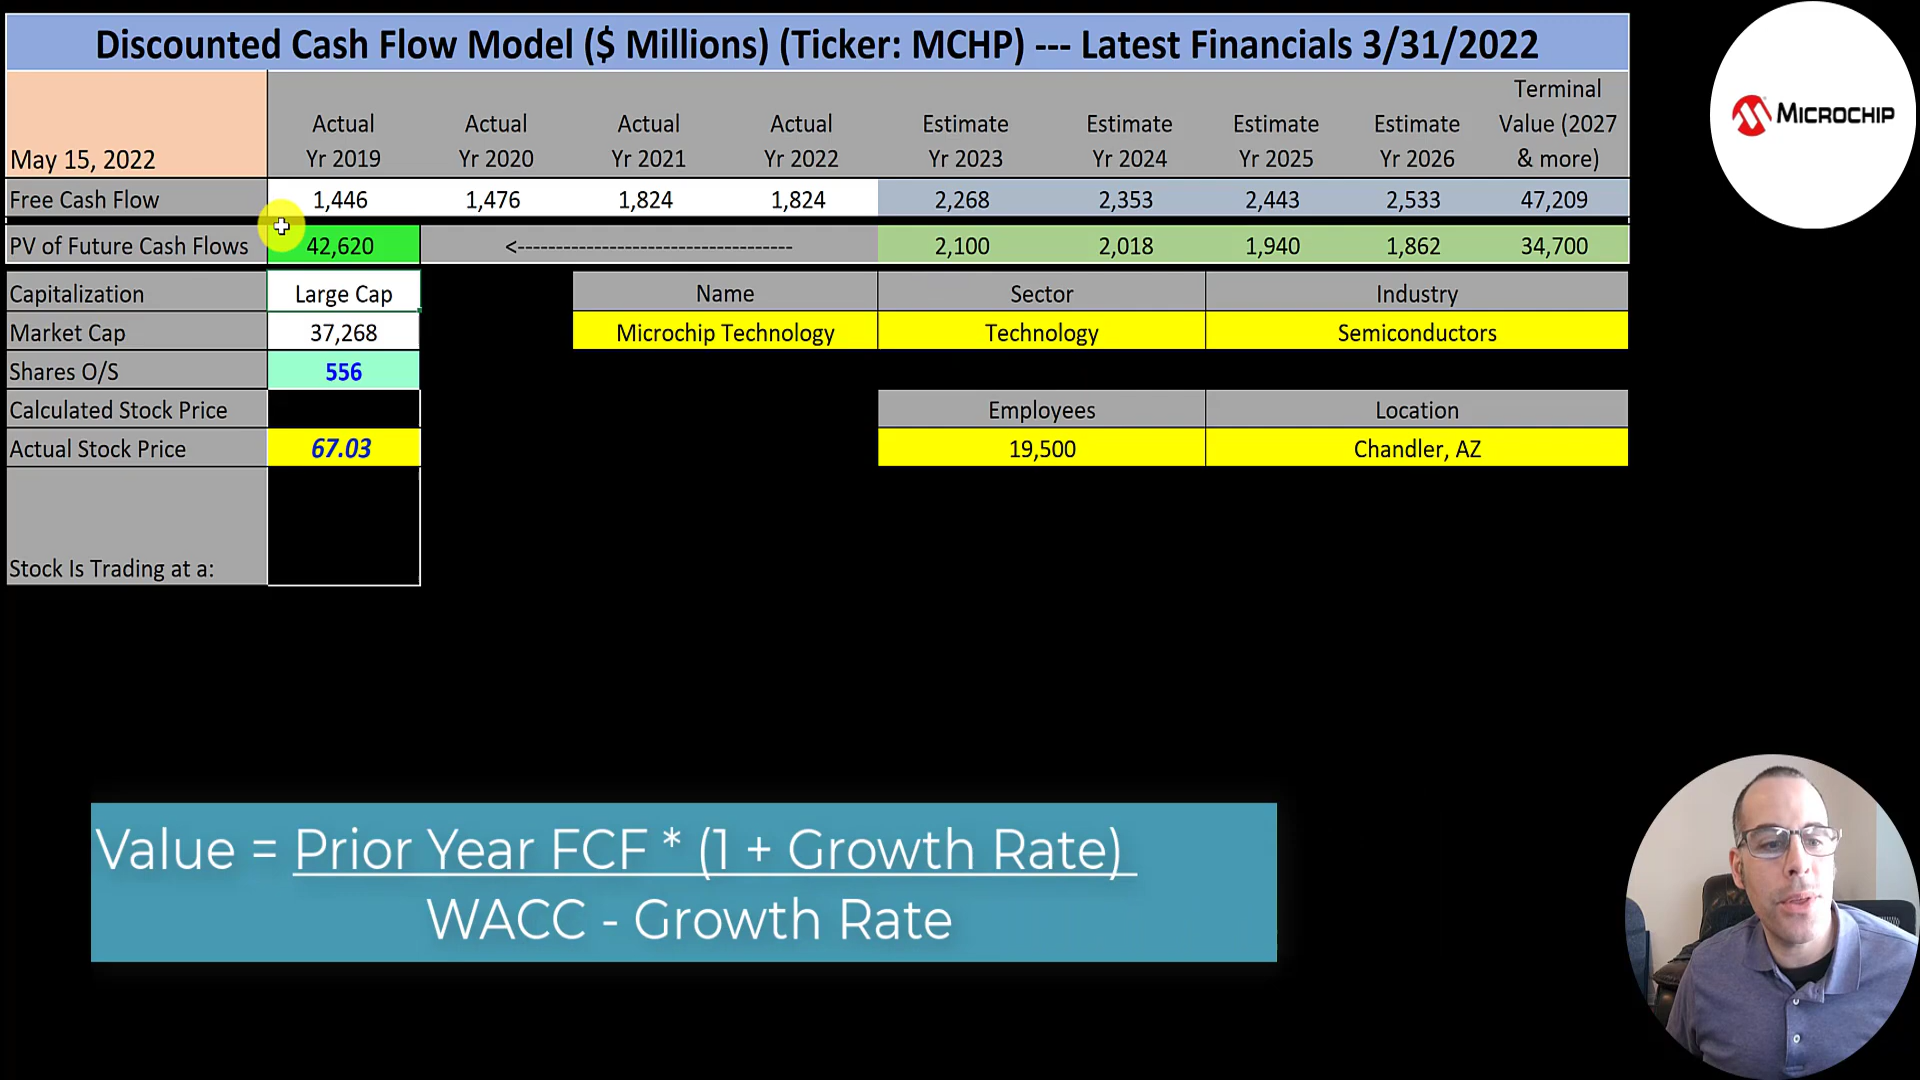 Discounted Cash Flow Model ($ Millions) (Ticker: MCHP) --- Latest Financials 3/31/2022
May 15, 2022
Actual Yr 2019
Actual Yr 2020
Actual Yr 2021
Actual Yr 2022
Estimate Yr 2023
Estimate Yr 2024
Estimate Yr 2025
Estimate Yr 2026
Terminal Value (2027 & more)
Free Cash Flow 1,446 1,476 1,824 1,824 2,268 2,353 2,443 2,533 47,209
PV of Future Cash Flows 42,620 <------------------------------------ 2,100 2,018 1,940 1,862 34,700
Capitalization Large Cap Name Sector Industry
Market Cap 37,268 Microchip Technology Technology Semiconductors
Shares O/S 556
Calculated Stock Price Employees Location
Actual Stock Price 67.03 19,500 Chandler, AZ
Stock Is Trading at a:
MICROCHIP
Value = Prior Year FCF * (1 + Growth Rate)
WACC - Growth Rate